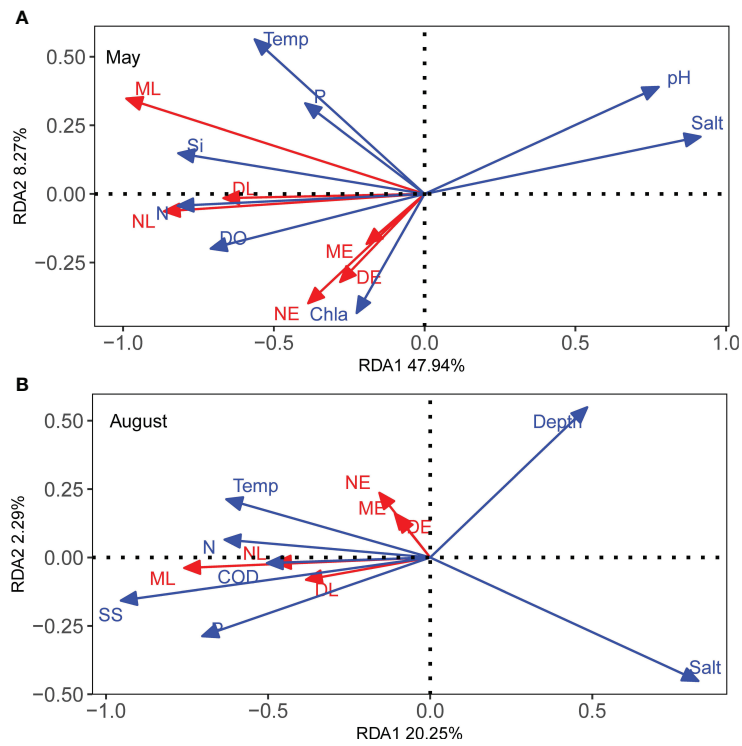 A
May
Temp
P
ML
Si
DL
N
NL
DO
ME
DE
NE
Chla
pH
Salt
0.50
0.25
0.00
−0.25
RDA2 8.27%
−1.0
−0.5
0.0
0.5
1.0
RDA1 47.94%
B
August
Depth
NE
Temp
ME
DE
N
NL
ML
COD
DL
SS
P
Salt
0.50
0.25
0.00
−0.25
−0.50
RDA2 2.29%
−1.0
−0.5
0.0
0.5
RDA1 20.25%